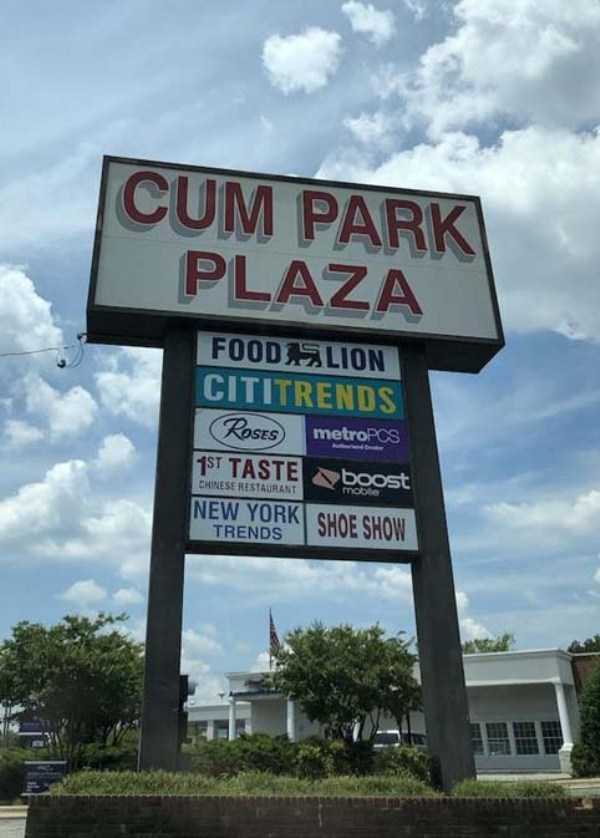 CUM PARK
PLAZA
FOOD LION
CITITRENDS
Roses
metroPCS
Authorized Dealer
1ST TASTE
CHINESE RESTAURANT
boost
mobile
NEW YORK
TRENDS
SHOE SHOW